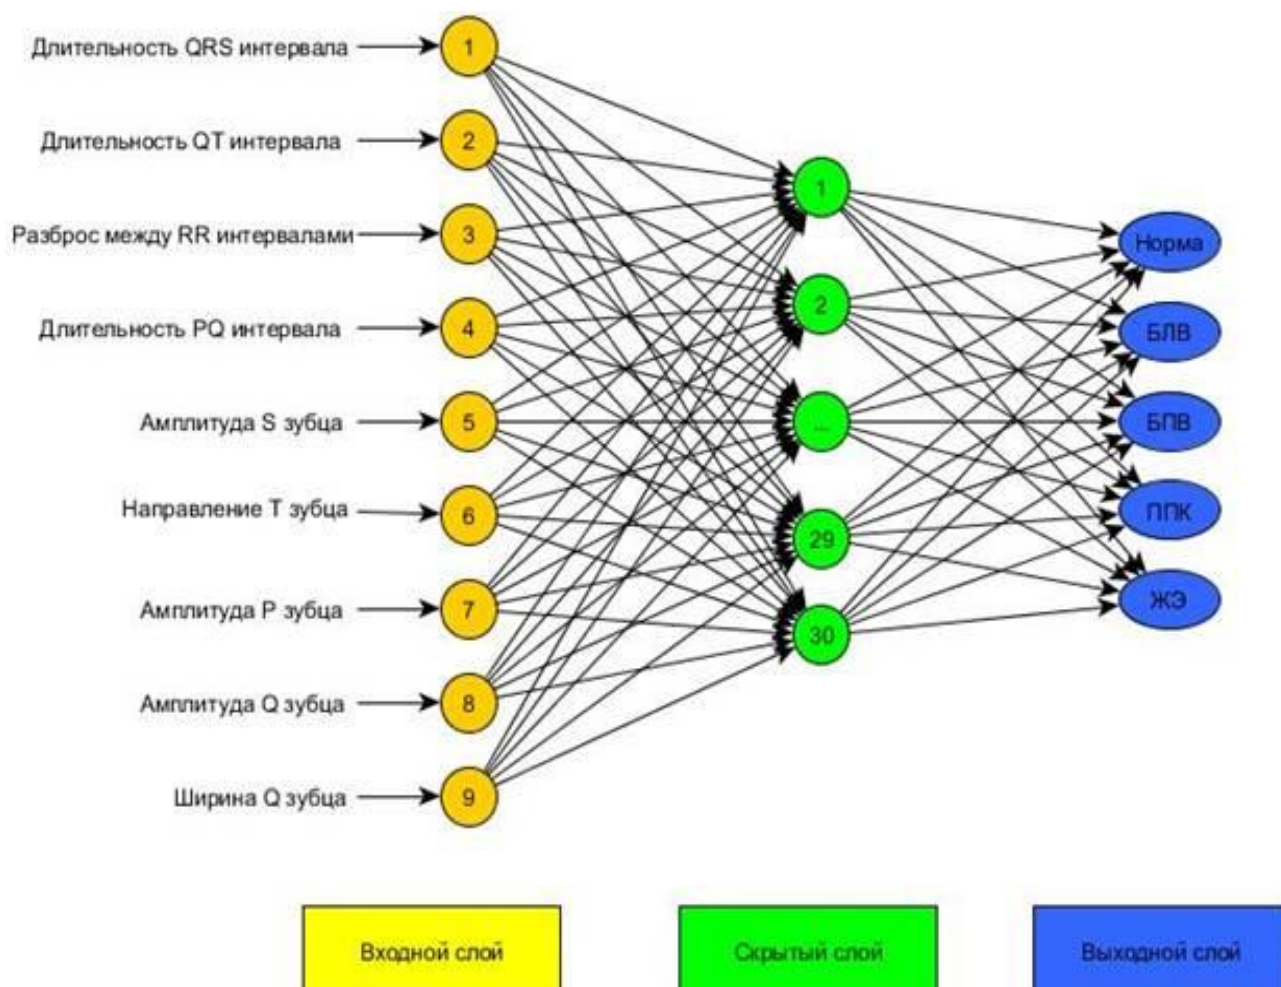 Длительность QRS интервала
1
Длительность QT интервала
2
Разброс между RR интервалами
3
Длительность PQ интервала
4
Амплитуда S зубца
5
Направление Т зубца
6
Амплитуда P зубца
7
Амплитуда Q зубца
8
Ширина Q зубца
9
1
2
...
29
30
Норма
БЛВ
БПВ
ППК
ЖЭ
Входной слой
Скрытый слой
Выходной слой